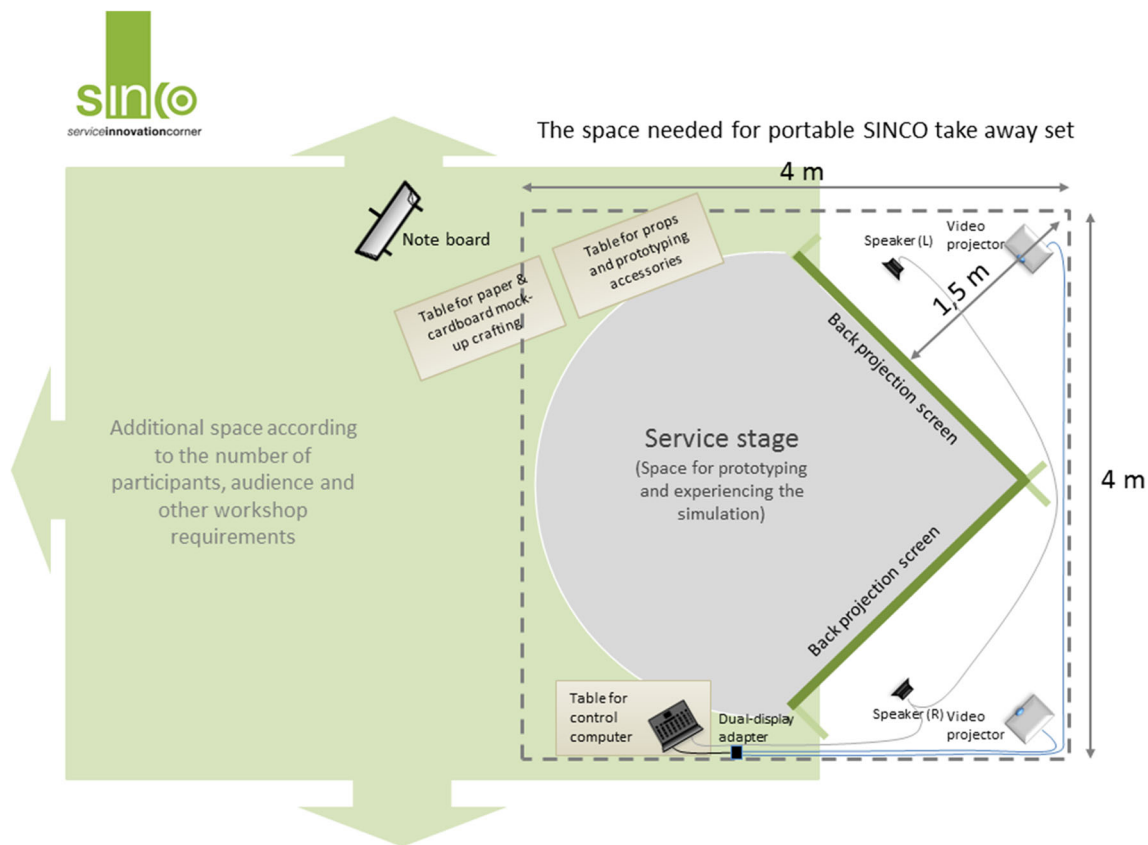 sinco
serviceinnovationcorner
The space needed for portable SINCO take away set
4 m
Note board
Table for props
and prototyping
accessories
Table for paper &
cardboard mock-
up crafting
Speaker (L)
Video
projector
1,5 m
Back projection screen
Service stage
(Space for prototyping
and experiencing the
simulation)
4 m
Additional space according
to the number of
participants, audience and
other workshop
requirements
Back projection screen
Table for
control
computer
Dual-display
adapter
Speaker (R)
Video
projector